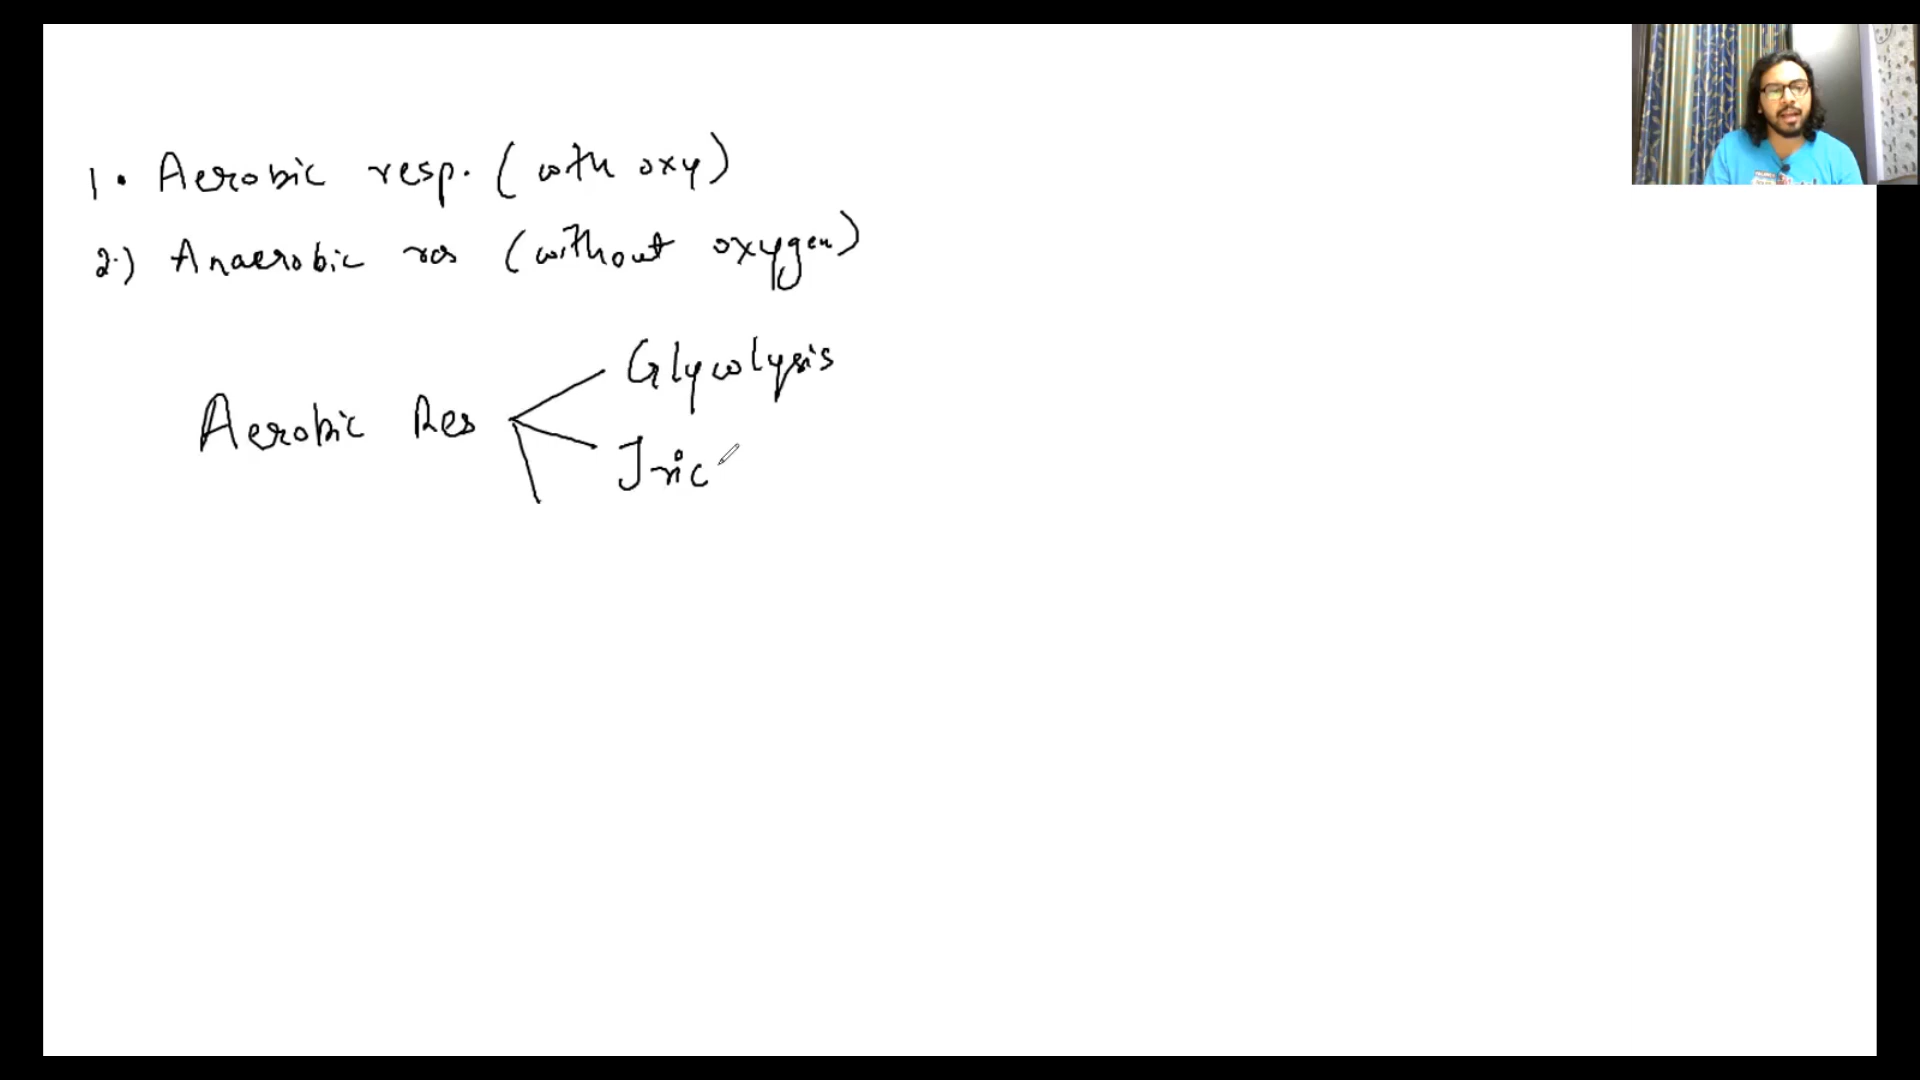 1. Aerobic resp. (with oxy)
2.) Anaerobic res (without oxygen)
Glycolysis
Aerobic Res
Tric